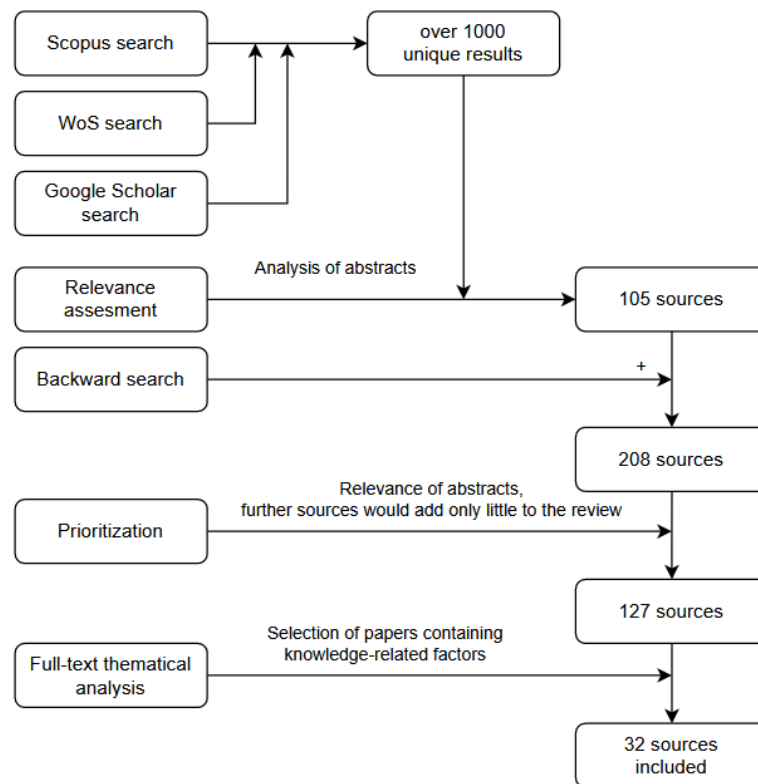 Scopus search
over 1000
unique results
WoS search
Google Scholar
search
Analysis of abstracts
Relevance
assesment
105 sources
Backward search
+
208 sources
Relevance of abstracts,
further sources would add only little to the review
Prioritization
127 sources
Selection of papers containing
knowledge-related factors
Full-text thematical
analysis
32 sources
included